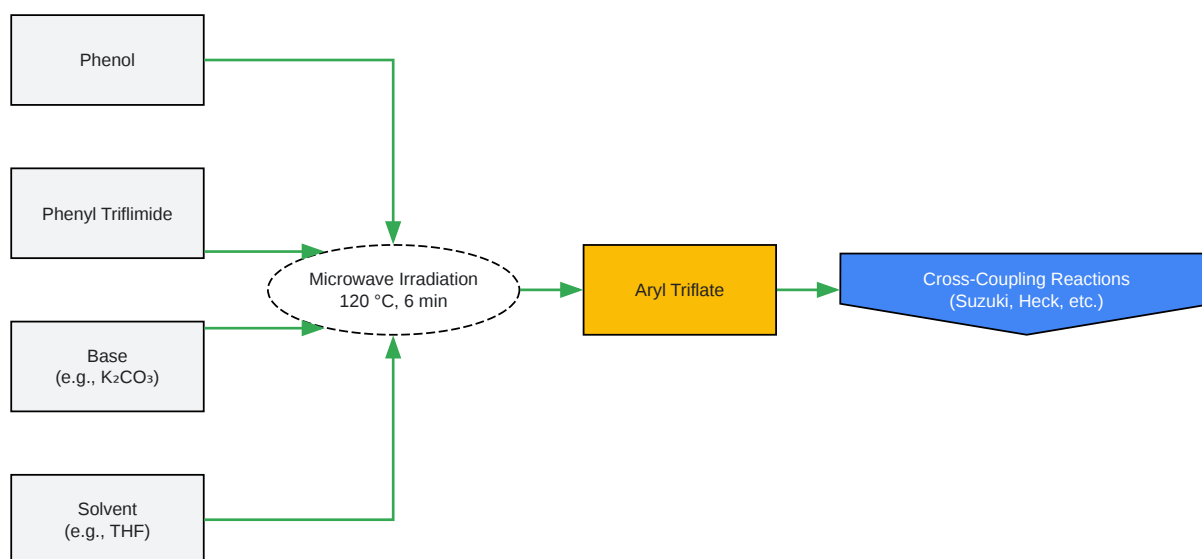 Phenol
Phenyl Triflimide
Base
(e.g., K₂CO₃)
Solvent
(e.g., THF)
Microwave Irradiation
120 °C, 6 min
Aryl Triflate
Cross-Coupling Reactions
(Suzuki, Heck, etc.)